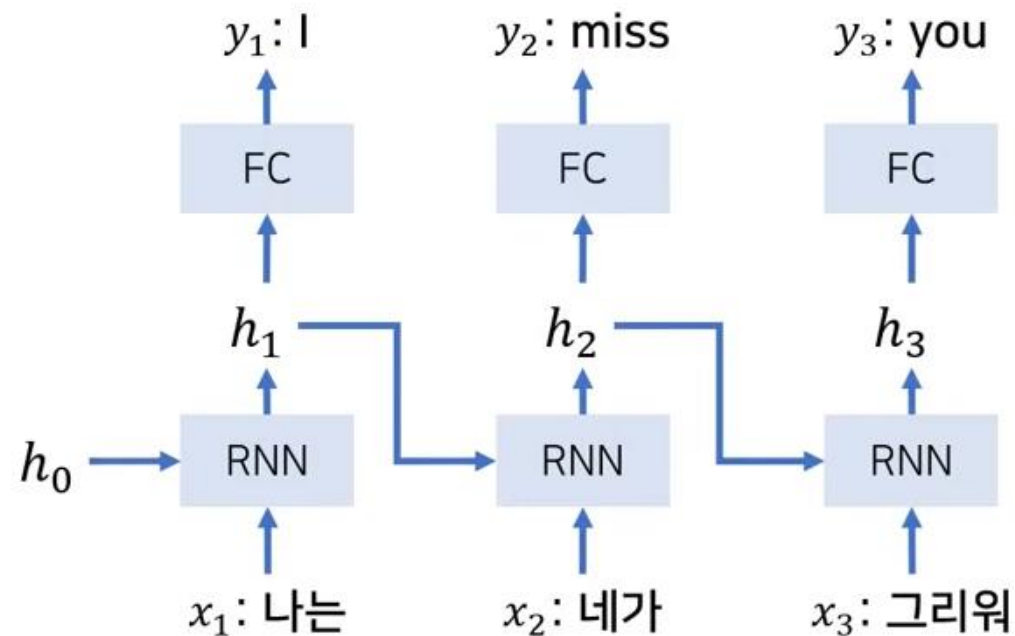 y₁: I y₂: miss y₃: you
FC FC FC
h₁ h₂ h₃
h₀ RNN RNN RNN
x₁: 나는 x₂: 네가 x₃: 그리워